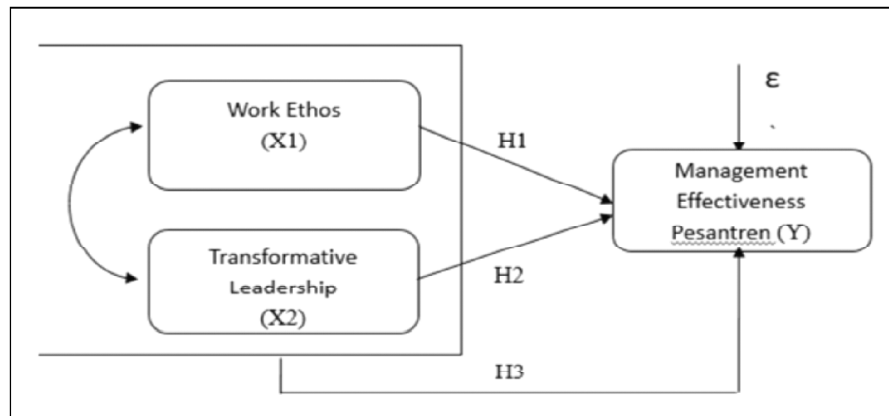 Work Ethos
(X1)
H1
ε
Management
Effectiveness
Pesantren (Y)
Transformative
Leadership
(X2)
H2
H3